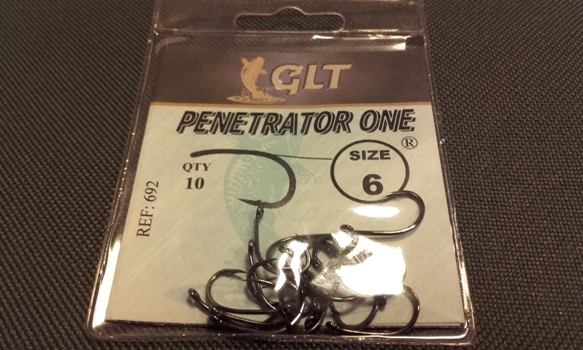 GLT
PENETRATOR ONE
®
SIZE
6
QTY
10
REF: 692